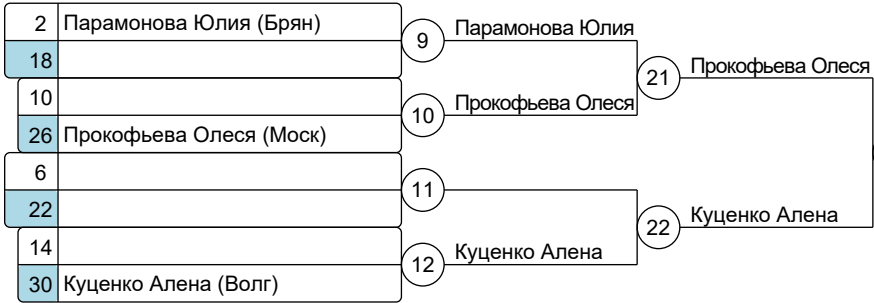 2 Парамонова Юлия (Брян)
18
9 Парамонова Юлия
21 Прокофьева Олеся
10
26 Прокофьева Олеся (Моск)
10 Прокофьева Олеся
6
22
11
22 Куценко Алена
14
30 Куценко Алена (Волг)
12 Куценко Алена